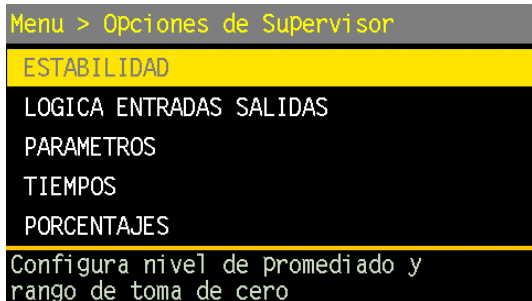 Menu > Opciones de Supervisor
ESTABILIDAD
LOGICA ENTRADAS SALIDAS
PARAMETROS
TIEMPOS
PORCENTAJES
Configura nivel de promediado y
rango de toma de cero